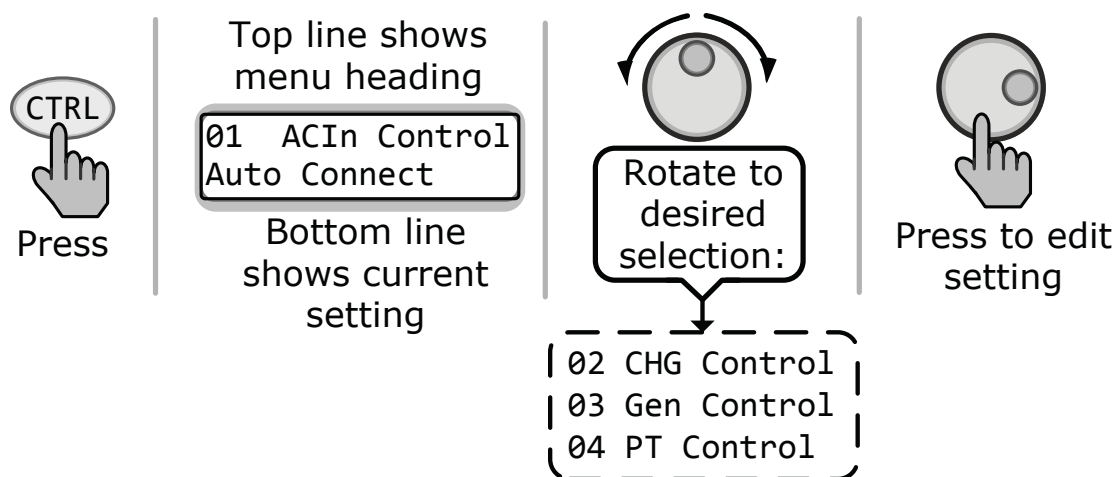 CTRL
Press
Top line shows
menu heading
01  ACIn Control
Auto Connect
Bottom line
shows current
setting
Rotate to
desired
selection:
02 CHG Control
03 Gen Control
04 PT Control
Press to edit
setting